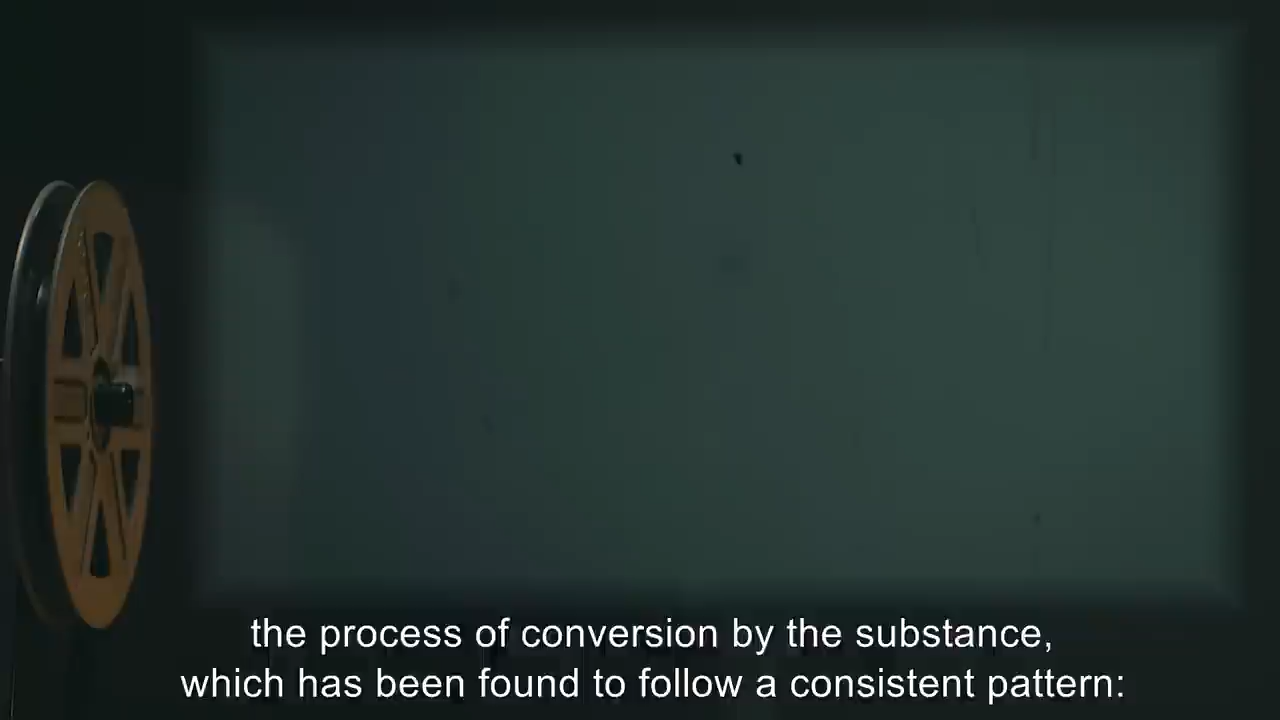 the process of conversion by the substance,
which has been found to follow a consistent pattern: